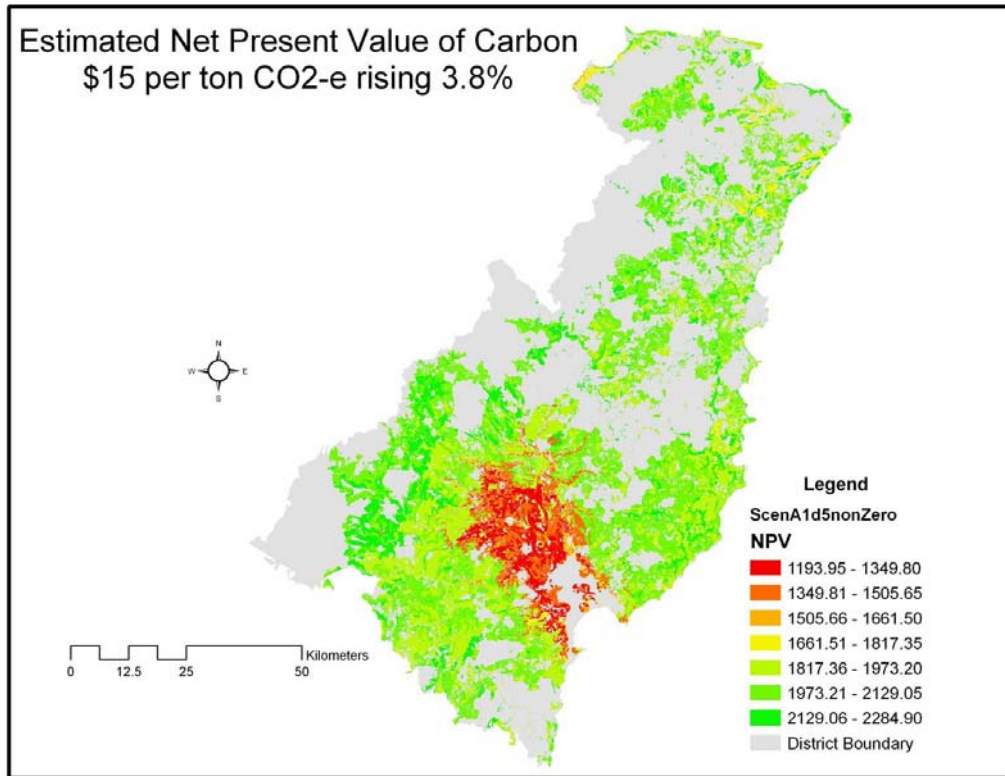 Estimated Net Present Value of Carbon
$15 per ton CO2-e rising 3.8%
N
W E
S
Kilometers
0 12.5 25 50
Legend
ScenA1d5nonZero
NPV
1193.95 - 1349.80
1349.81 - 1505.65
1505.66 - 1661.50
1661.51 - 1817.35
1817.36 - 1973.20
1973.21 - 2129.05
2129.06 - 2284.90
District Boundary